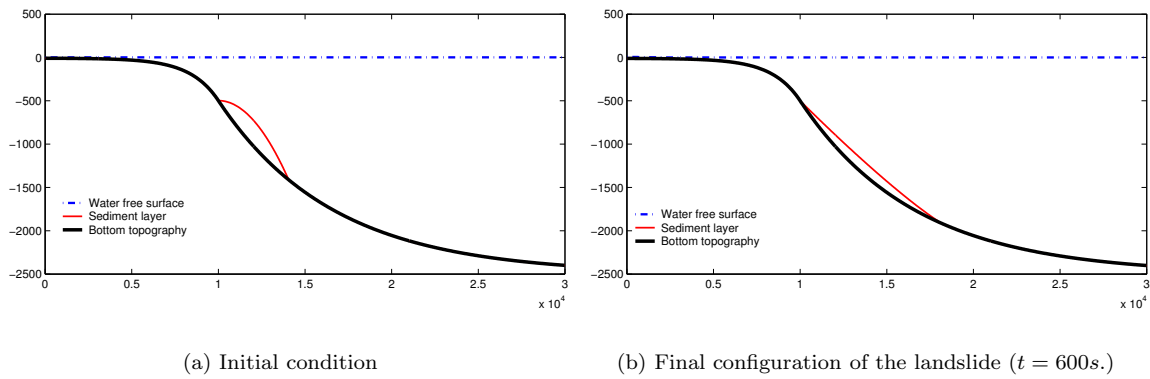 500
0
−500
−1000
−1500
−2000
−2500
0
0.5
1
1.5
2
2.5
3
x 10^4
Water free surface
Sediment layer
Bottom topography
(a) Initial condition
500
0
−500
−1000
−1500
−2000
−2500
0
0.5
1
1.5
2
2.5
3
x 10^4
Water free surface
Sediment layer
Bottom topography
(b) Final configuration of the landslide (t = 600s.)